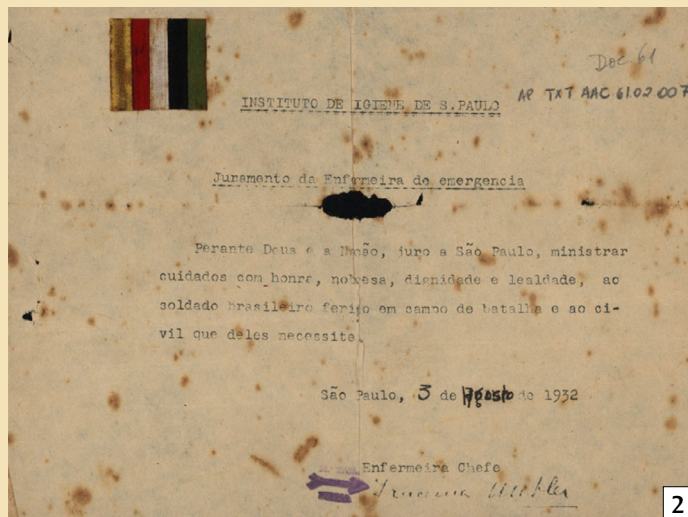 Doc 61
AP TXT AAC 61.02.007
INSTITUTO DE IGIENE DE S.PAULO
Juramento da Enfermeira de emergencia
Perante Deus e a Nação, juro a São Paulo, ministrar
cuidados com honra, nobresa, dignidade e lealdade, ao
soldado brasileiro ferido em campo de batalha e ao ci-
vil que deles necessite.
São Paulo, 3 de Agosto de 1932
Enfermeira Chefe
2